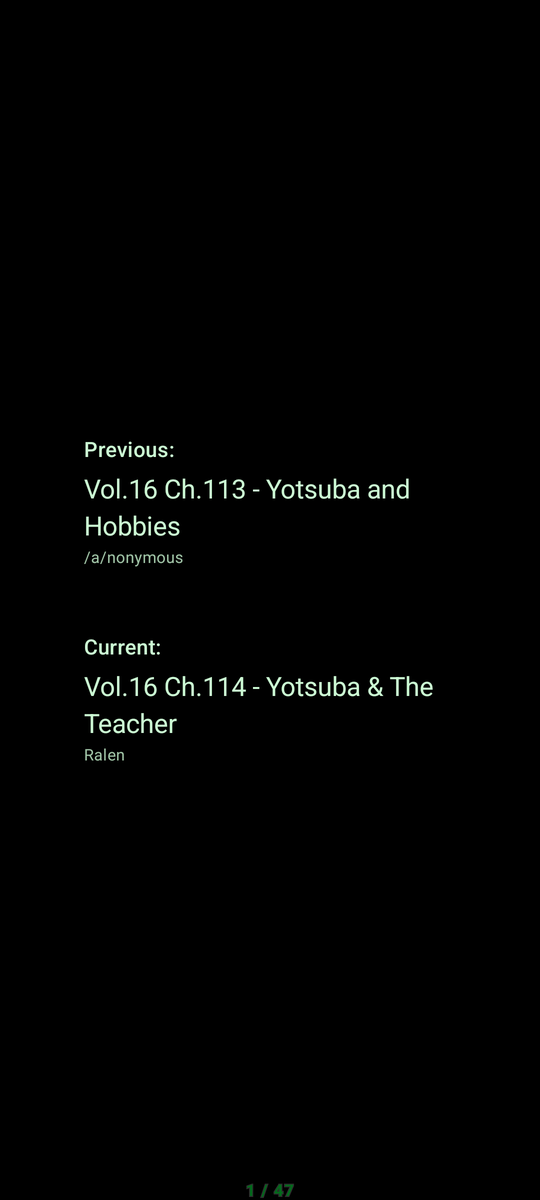 Previous:
Vol.16 Ch.113 - Yotsuba and
Hobbies
/a/nonymous
Current:
Vol.16 Ch.114 - Yotsuba & The
Teacher
Ralen
1 / 47